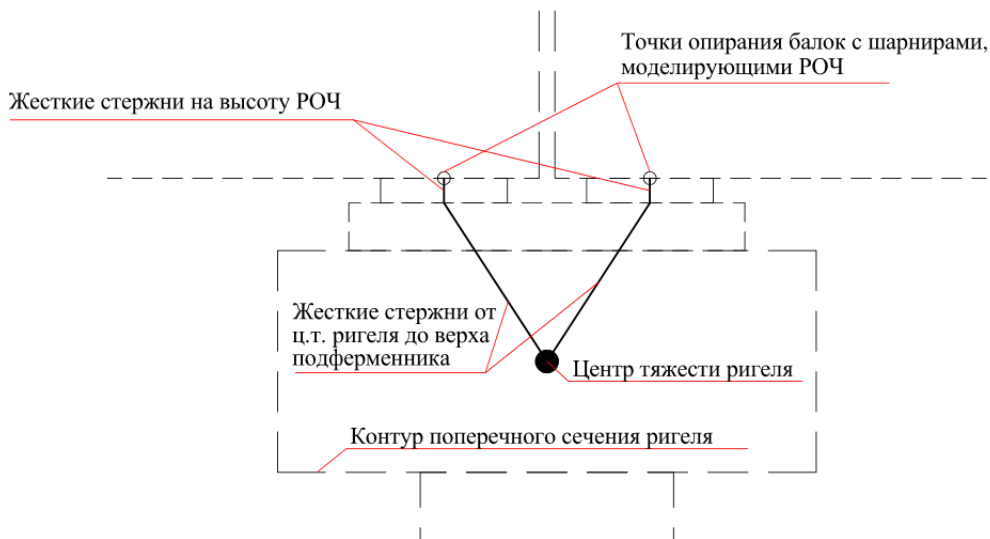 Точки опирания балок с шарнирами,
моделирующими РОЧ
Жесткие стержни на высоту РОЧ
Жесткие стержни от
ц.т. ригеля до верха
подферменника
Центр тяжести ригеля
Контур поперечного сечения ригеля